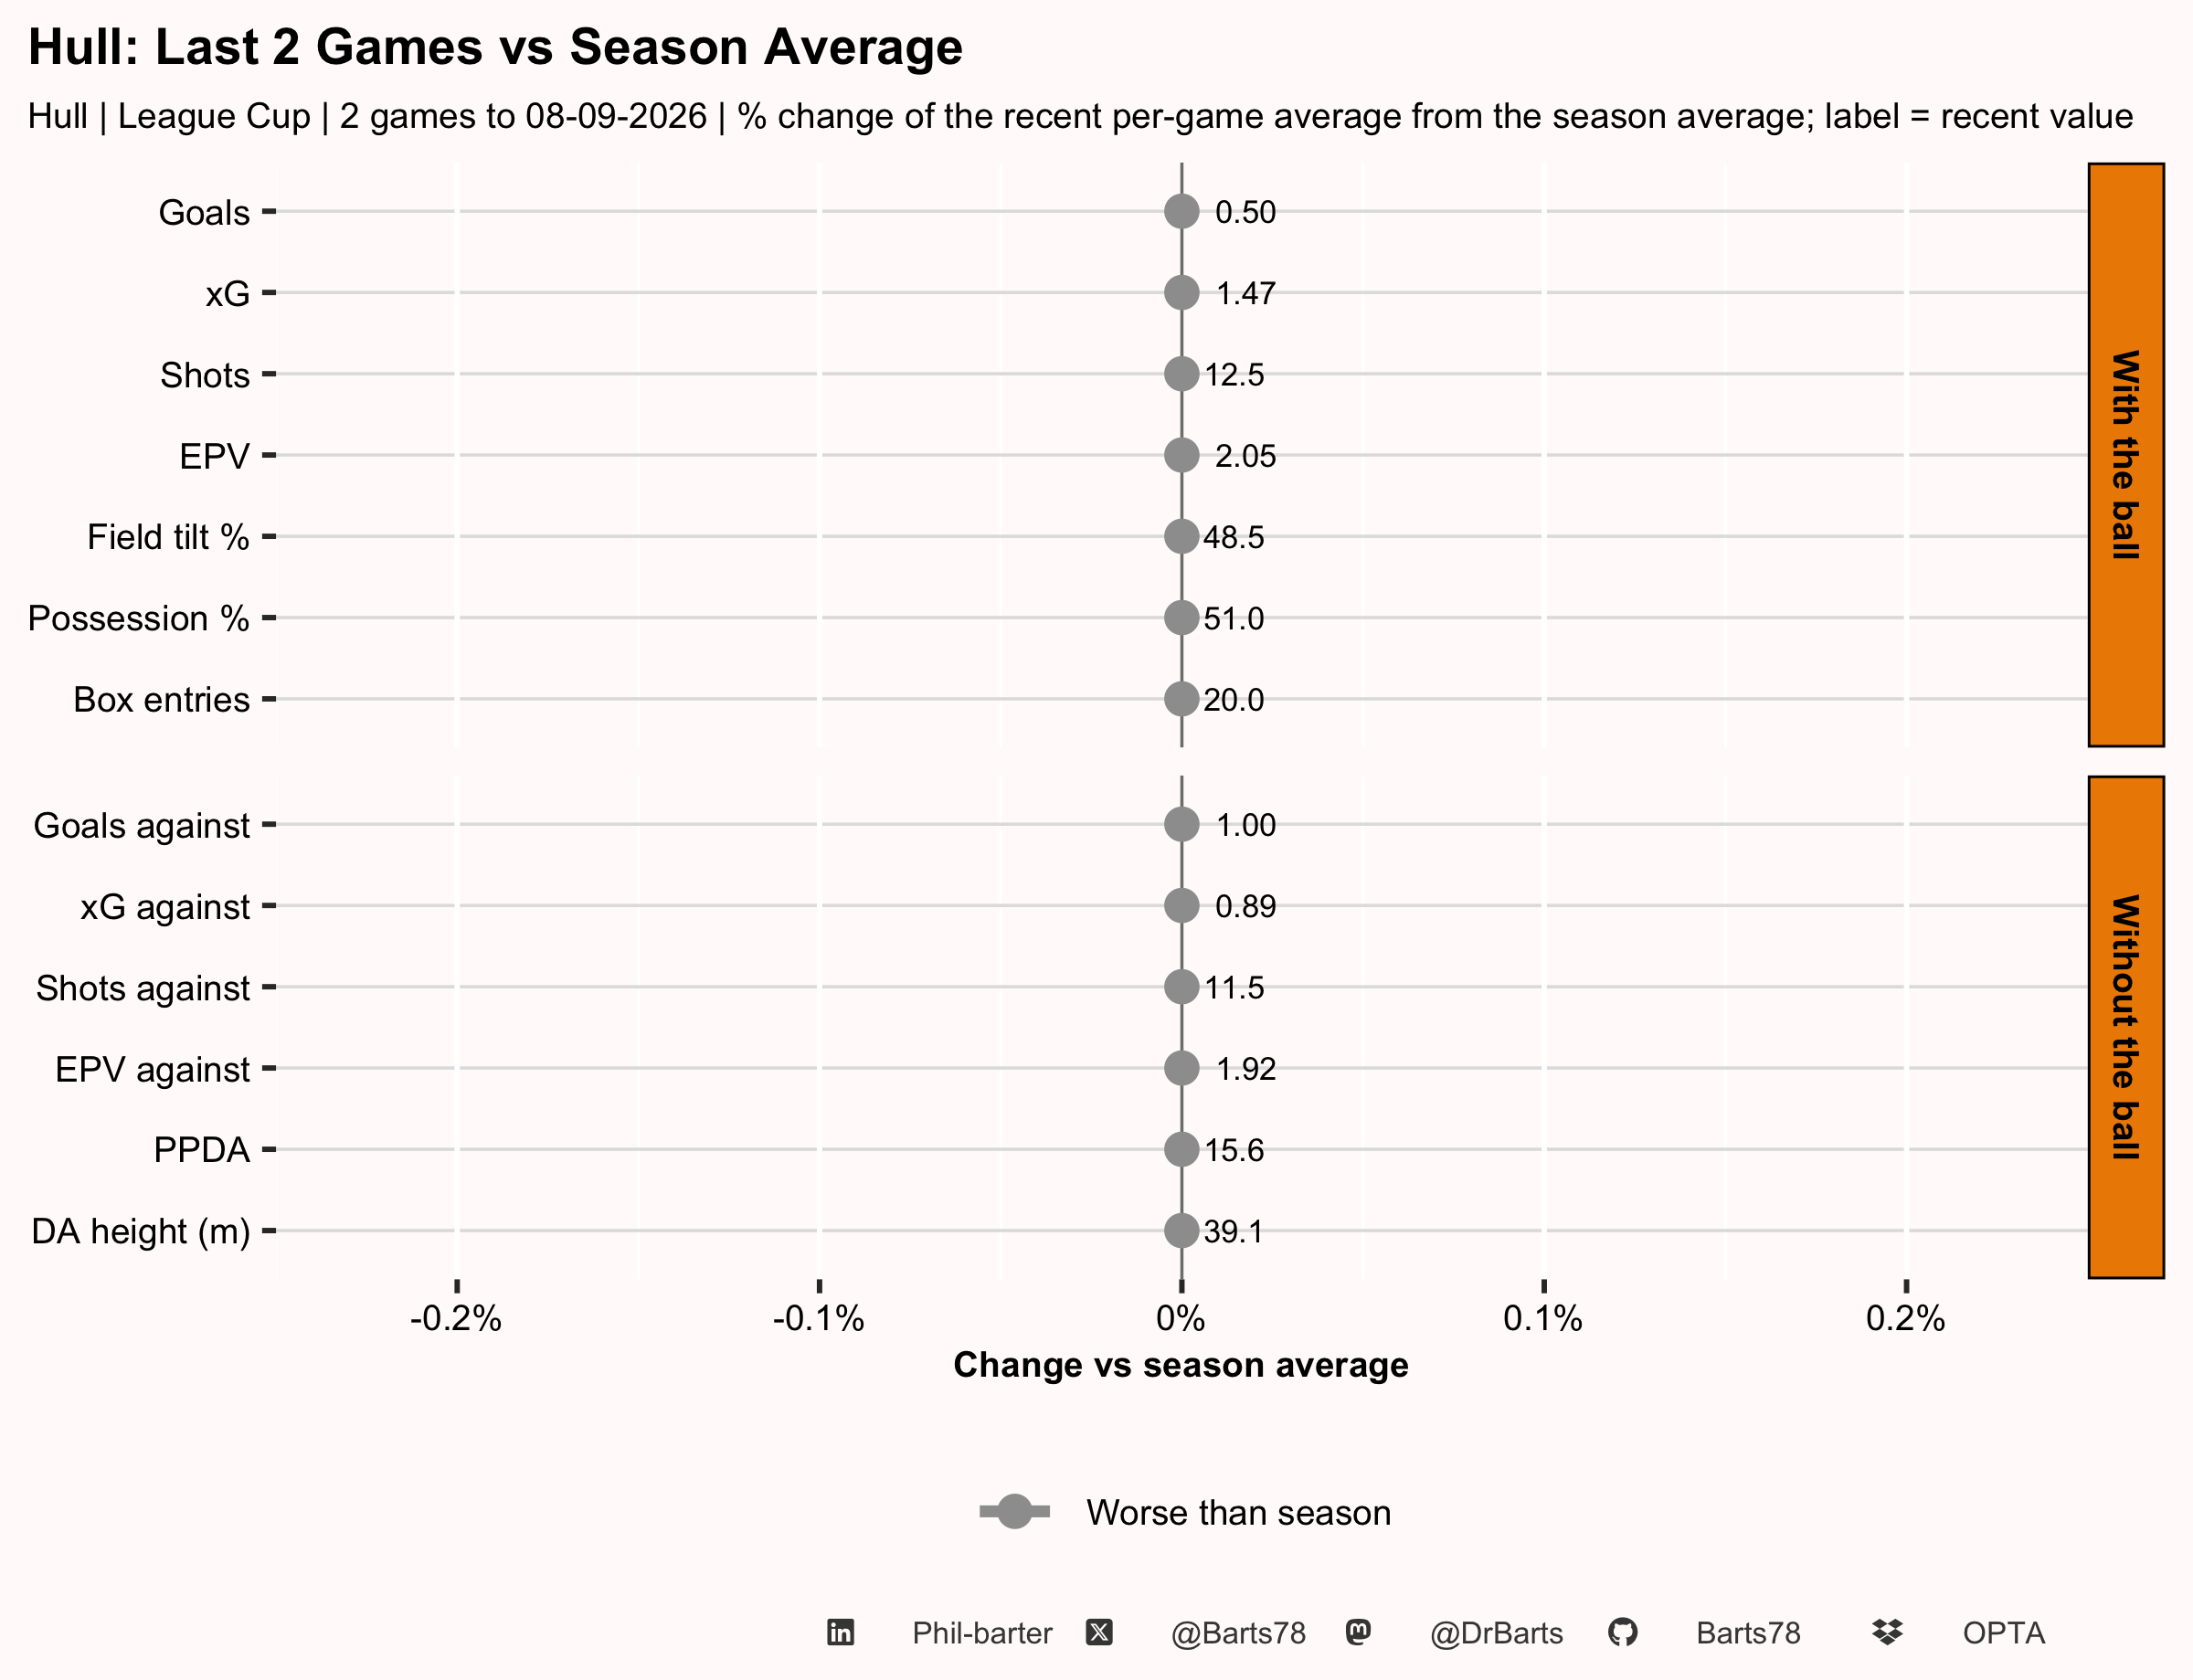 Hull: Last 2 Games vs Season Average
Hull | League Cup | 2 games to 08-09-2026 | % change of the recent per-game average from the season average; label = recent value
Goals 0.50
xG 1.47
Shots 12.5
EPV 2.05
Field tilt % 48.5
Possession % 51.0
Box entries 20.0
With the ball
Goals against 1.00
xG against 0.89
Shots against 11.5
EPV against 1.92
PPDA 15.6
DA height (m) 39.1
Without the ball
-0.2% -0.1% 0% 0.1% 0.2%
Change vs season average
Worse than season
Phil-barter @Barts78 @DrBarts Barts78 OPTA